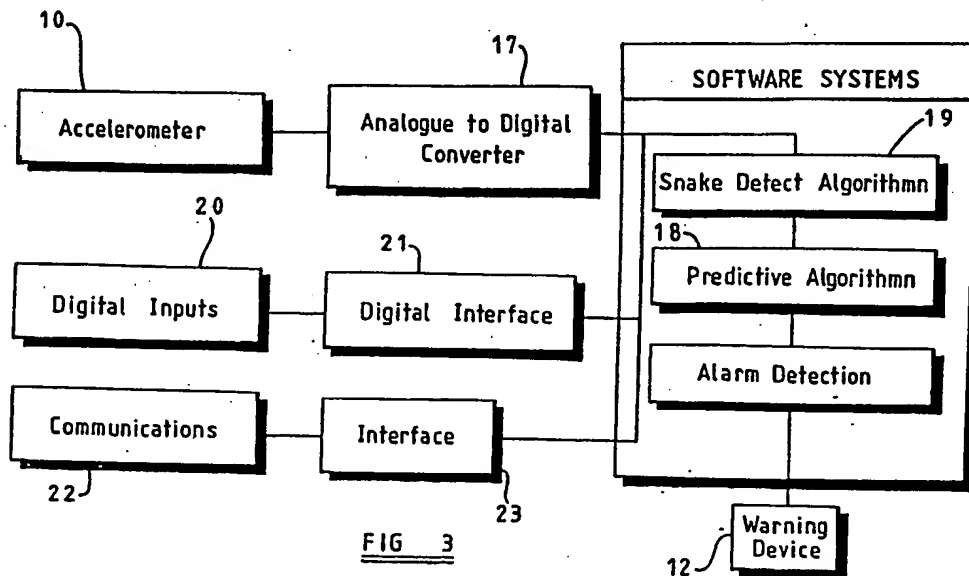 10
17
SOFTWARE SYSTEMS
Accelerometer
Analogue to Digital
Converter
19
Snake Detect Algorithmn
20
21
18
Predictive Algorithmn
Digital Inputs
Digital Interface
Alarm Detection
Communications
Interface
22
23
Warning
Device
12
FIG 3